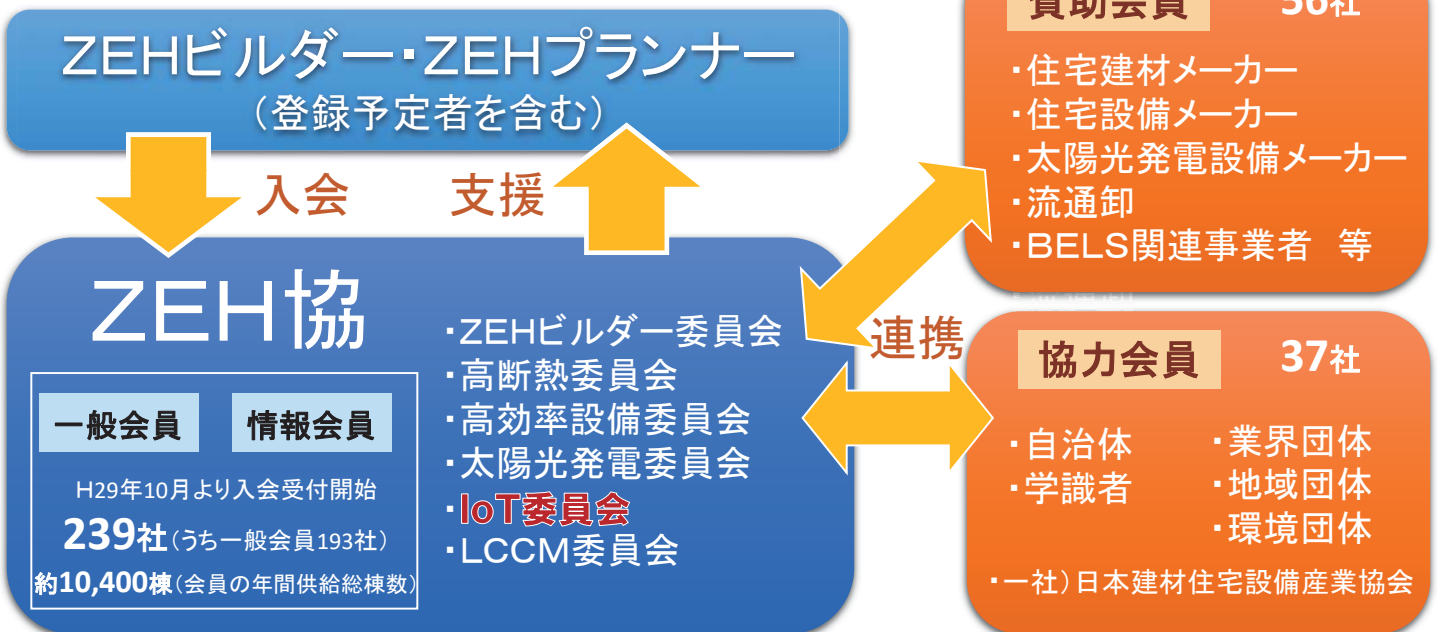 ZEHビルダー・ZEHプランナー
（登録予定者を含む）
入会
支援
ZEH協
一般会員
情報会員
H29年10月より入会受付開始
239社（うち一般会員193社）
約10,400棟（会員の年間供給総棟数）
・ZEHビルダー委員会
・高断熱委員会
・高効率設備委員会
・太陽光発電委員会
・IoT委員会
・LCCM委員会
連携
賛助会員
56社
・住宅建材メーカー
・住宅設備メーカー
・太陽光発電設備メーカー
・流通卸
・BELS関連事業者　等
協力会員
37社
・自治体
・学識者
・業界団体
・地域団体
・環境団体
・一社）日本建材住宅設備産業協会